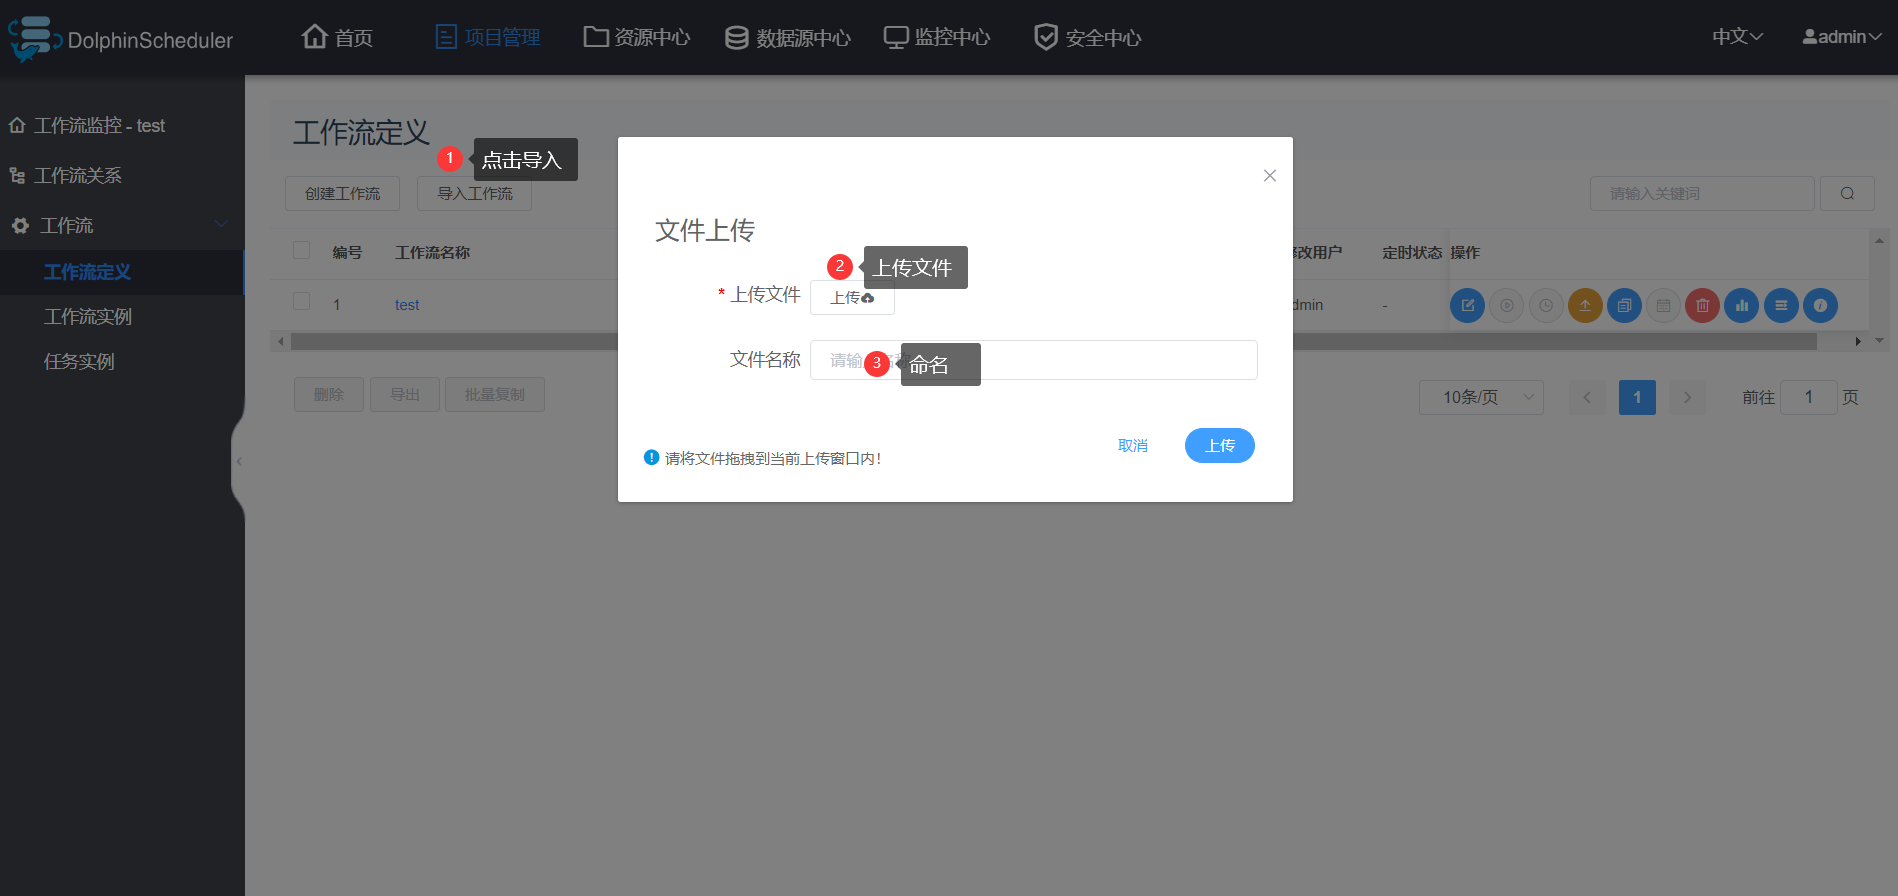 DolphinScheduler
首页
项目管理
资源中心
数据源中心
监控中心
安全中心
中文
admin
工作流监控 - test
工作流关系
工作流
工作流定义
工作流实例
任务实例
工作流定义
1 点击导入
创建工作流
导入工作流
请输入关键词
编号 工作流名称
改用户 定时状态 操作
1 test
dmin -
文件上传
2 上传文件
* 上传文件 上传
文件名称 请输
3 命名
请将文件拖拽到当前上传窗口内!
取消
上传
删除
导出
批量复制
10条/页
1
前往 1 页